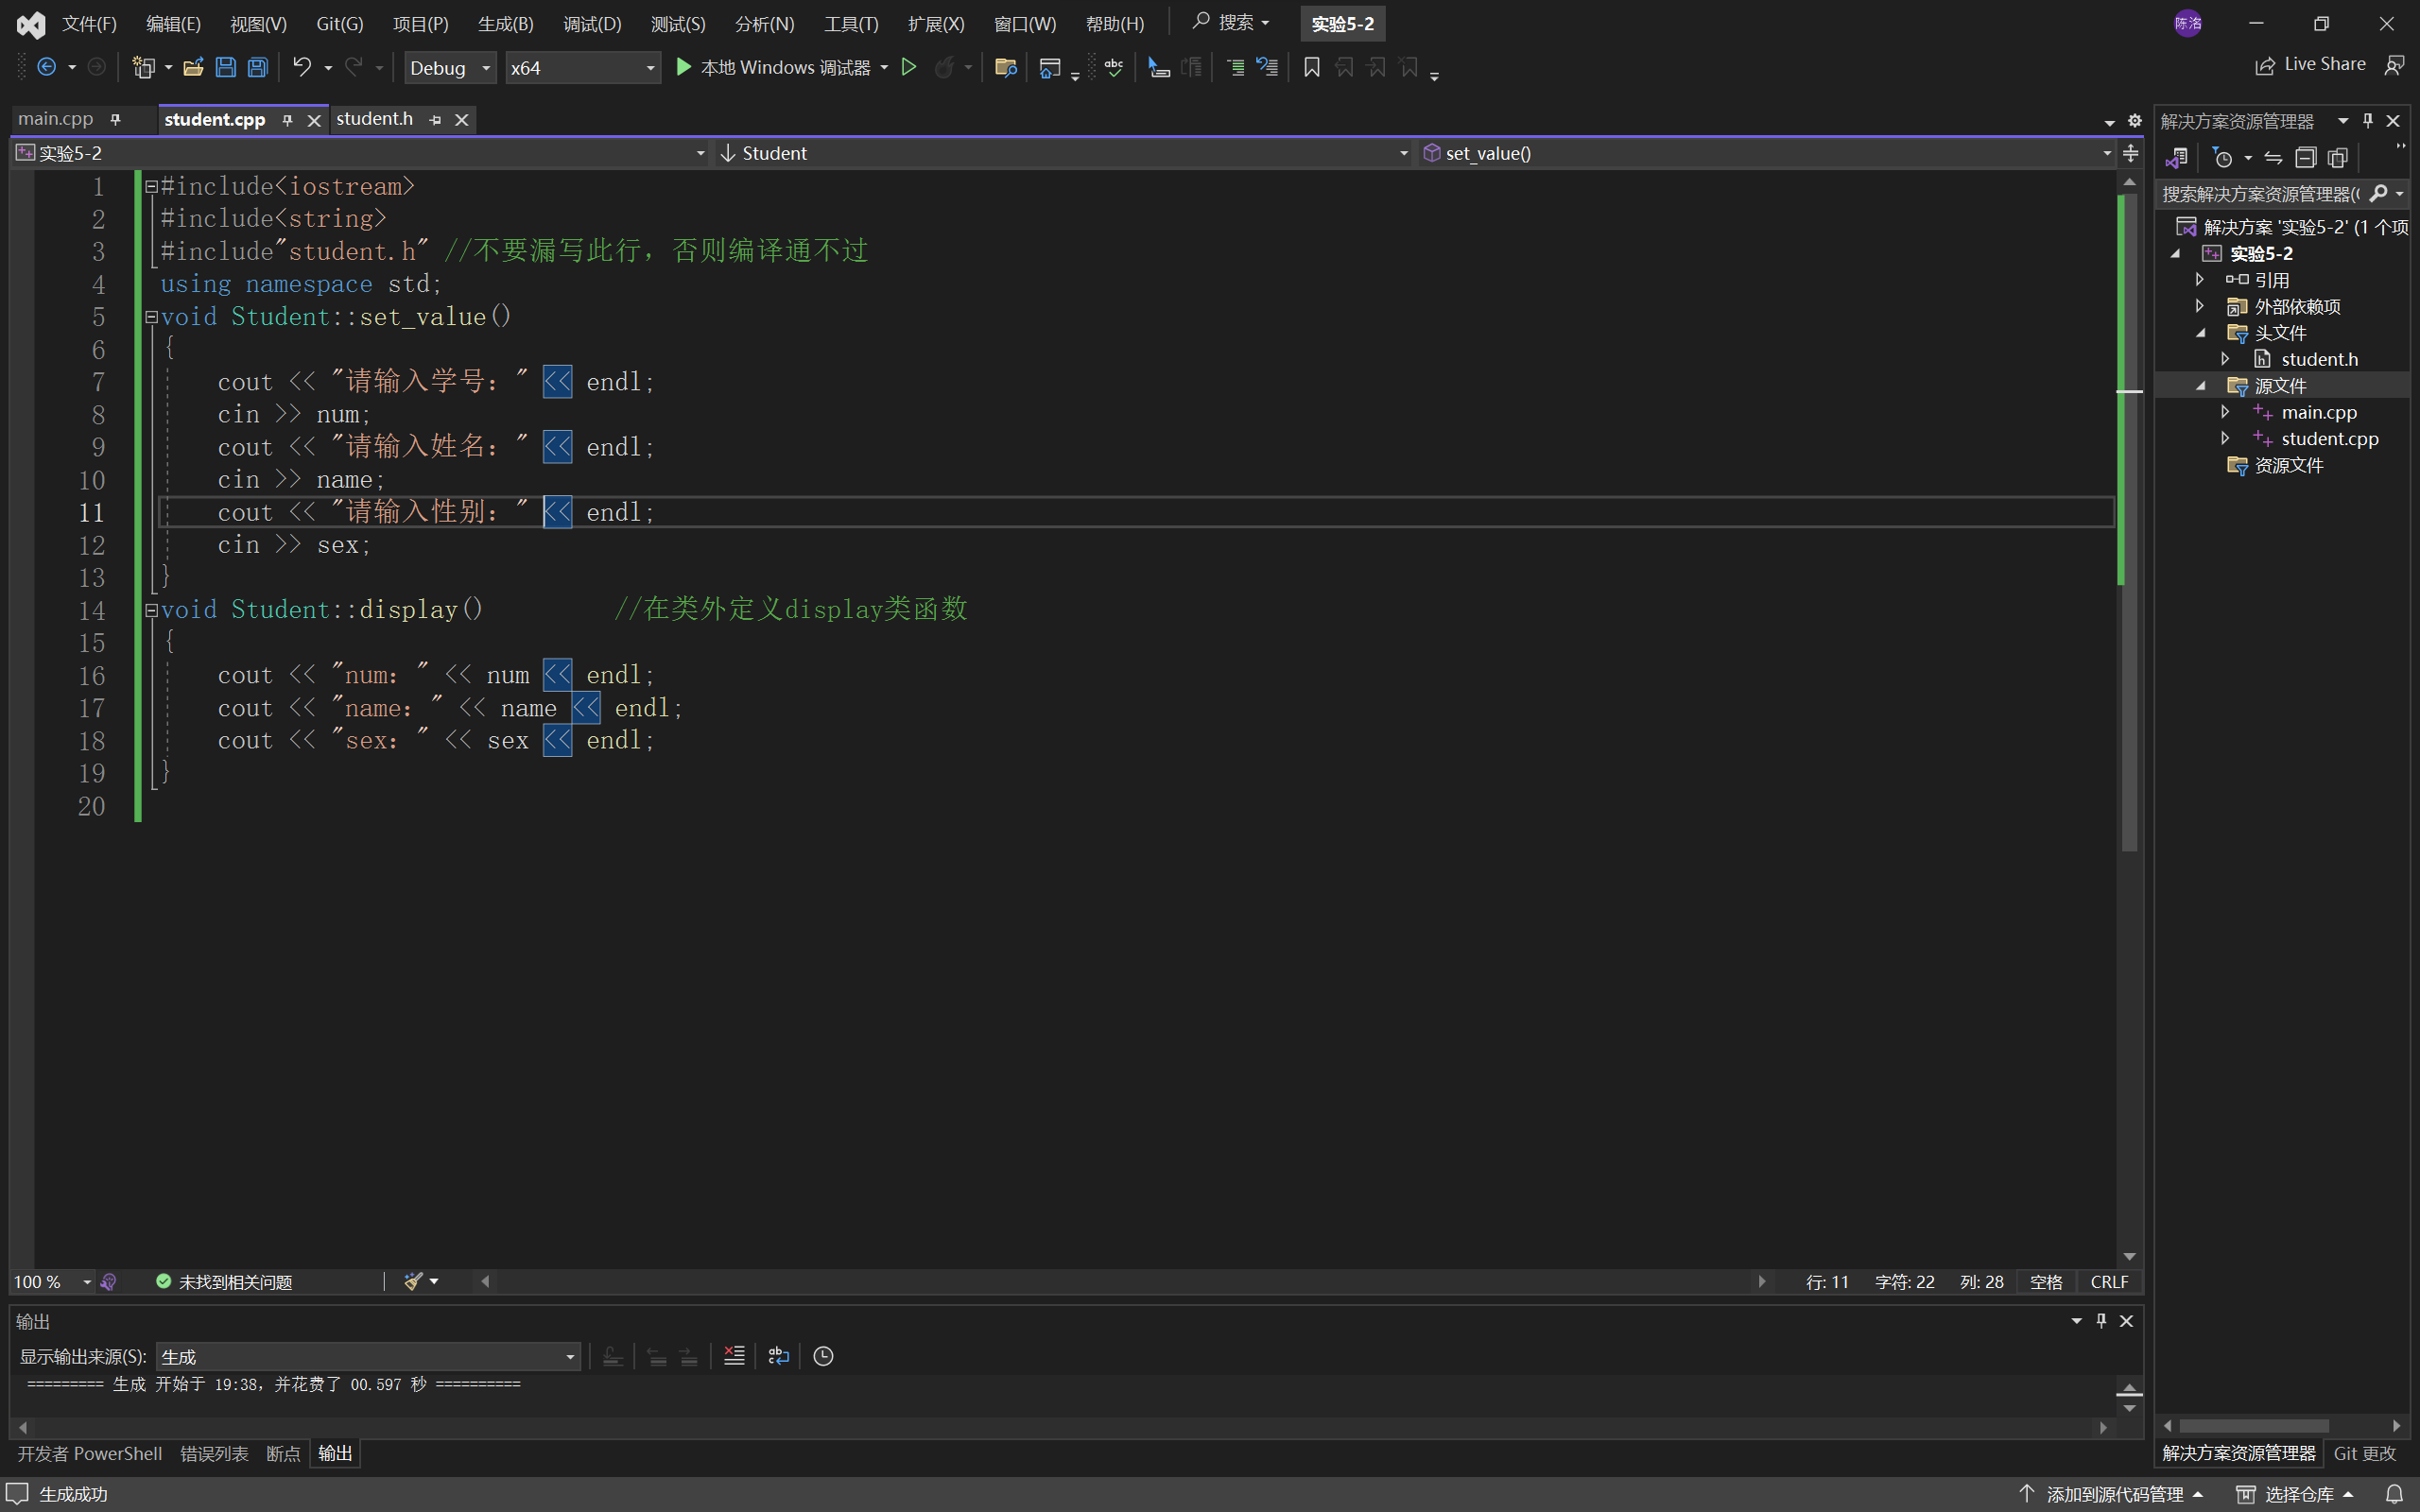 文件(F) 编辑(E) 视图(V) Git(G) 项目(P) 生成(B) 调试(D) 测试(S) 分析(N) 工具(T) 扩展(X) 窗口(W) 帮助(H) 搜索 实验5-2 陈洛
Debug x64 本地 Windows 调试器 abc Live Share
main.cpp student.cpp student.h
实验5-2 Student set_value()
1 #include<iostream>
2 #include<string>
3 #include"student.h" //不要漏写此行，否则编译通不过
4 using namespace std;
5 void Student::set_value()
6 {
7 cout << "请输入学号：" << endl;
8 cin >> num;
9 cout << "请输入姓名：" << endl;
10 cin >> name;
11 cout << "请输入性别：" << endl;
12 cin >> sex;
13 }
14 void Student::display() //在类外定义display类函数
15 {
16 cout << "num：" << num << endl;
17 cout << "name：" << name << endl;
18 cout << "sex：" << sex << endl;
19 }
20
100 % 未找到相关问题 行: 11 字符: 22 列: 28 空格 CRLF
输出
显示输出来源(S): 生成
========= 生成 开始于 19:38，并花费了 00.597 秒 ==========
开发者 PowerShell 错误列表 断点 输出
解决方案资源管理器
搜索解决方案资源管理器(
解决方案 '实验5-2' (1 个项
实验5-2
引用
外部依赖项
头文件
student.h
源文件
main.cpp
student.cpp
资源文件
解决方案资源管理器 Git 更改
生成成功 添加到源代码管理 选择仓库